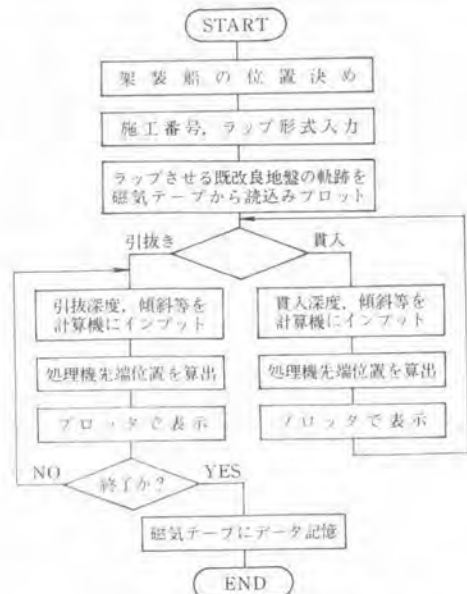 START
架装船の位置決め
施工番号，ラップ形式入力
ラップさせる既改良地盤の軌跡を
磁気テープから読込みプロット
引抜き
貫入
引抜深度，傾斜等を
計算機にインプット
貫入深度，傾斜等を
計算機にインプット
処理機先端位置を算出
処理機先端位置を算出
プロッタで表示
プロッタで表示
NO
終了か？
YES
磁気テープにデータ記憶
END